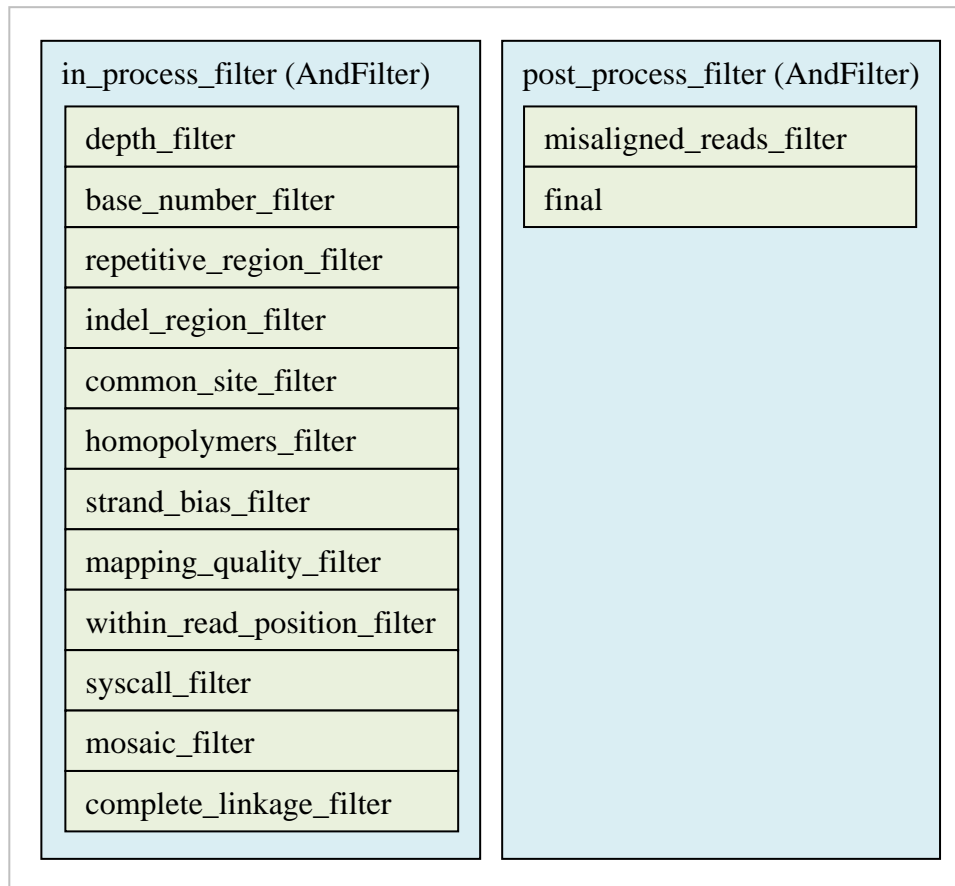 in_process_filter (AndFilter)
depth_filter
base_number_filter
repetitive_region_filter
indel_region_filter
common_site_filter
homopolymers_filter
strand_bias_filter
mapping_quality_filter
within_read_position_filter
syscall_filter
mosaic_filter
complete_linkage_filter
post_process_filter (AndFilter)
misaligned_reads_filter
final